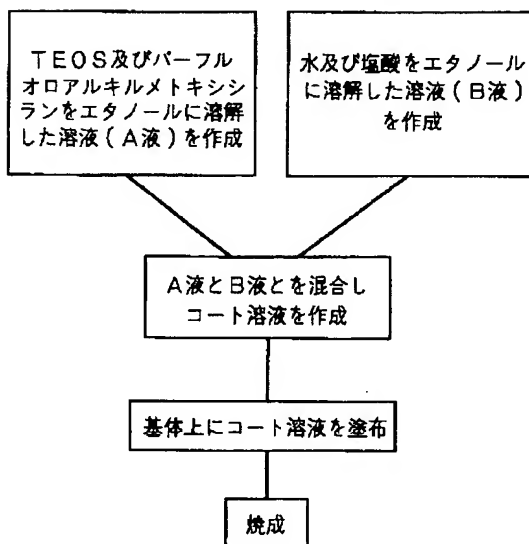 TEOS及びパーフル
オロアルキルメトキシシ
ランをエタノールに溶解
した溶液(A液)を作成
水及び塩酸をエタノール
に溶解した溶液(B液)
を作成
A液とB液とを混合し
コート溶液を作成
基体上にコート溶液を塗布
焼成